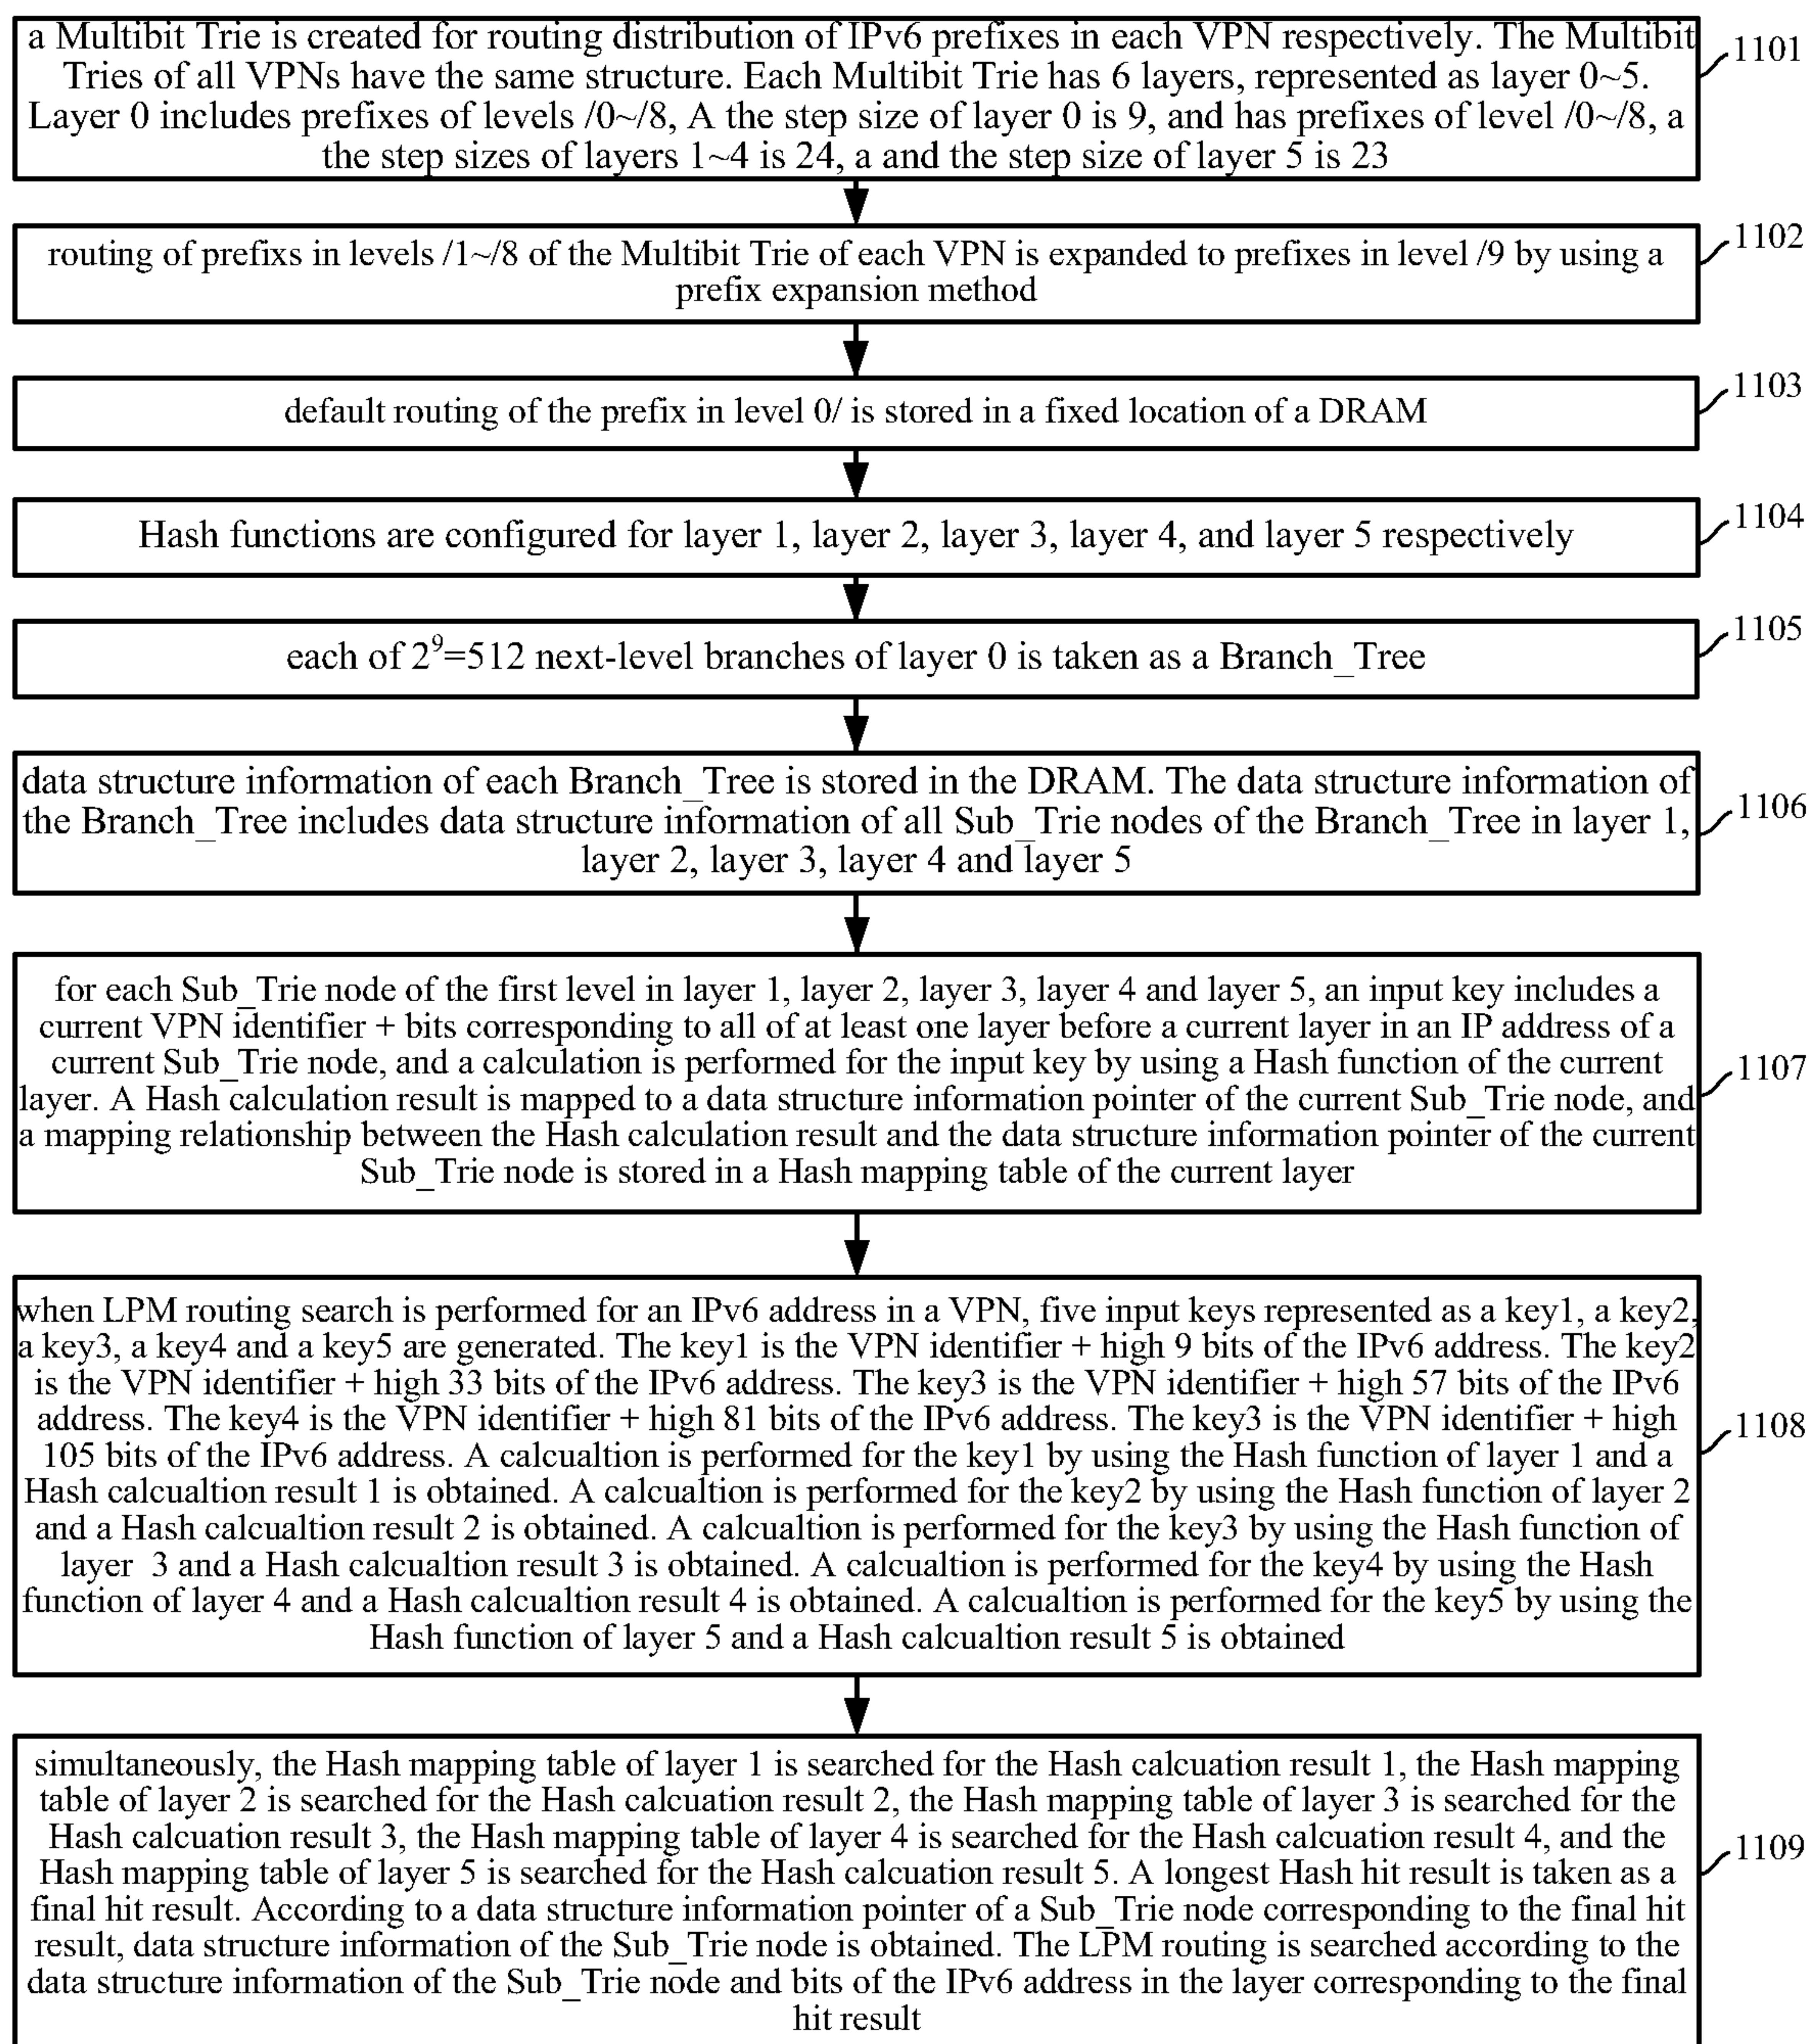 a Multibit Trie is created for routing distribution of IPv6 prefixes in each VPN respectively. The Multibit
Tries of all VPNs have the same structure. Each Multibit Trie has 6 layers, represented as layer 0~5.
Layer 0 includes prefixes of levels /0~/8, A the step size of layer 0 is 9, and has prefixes of level /0~/8, a
the step sizes of layers 1~4 is 24, a and the step size of layer 5 is 23
1101
routing of prefixs in levels /1~/8 of the Multibit Trie of each VPN is expanded to prefixes in level /9 by using a
prefix expansion method
1102
default routing of the prefix in level 0/ is stored in a fixed location of a DRAM
1103
Hash functions are configured for layer 1, layer 2, layer 3, layer 4, and layer 5 respectively
1104
each of 2⁹=512 next-level branches of layer 0 is taken as a Branch_Tree
1105
data structure information of each Branch_Tree is stored in the DRAM. The data structure information of
the Branch_Tree includes data structure information of all Sub_Trie nodes of the Branch_Tree in layer 1,
layer 2, layer 3, layer 4 and layer 5
1106
for each Sub_Trie node of the first level in layer 1, layer 2, layer 3, layer 4 and layer 5, an input key includes a
current VPN identifier + bits corresponding to all of at least one layer before a current layer in an IP address of a
current Sub_Trie node, and a calculation is performed for the input key by using a Hash function of the current
layer. A Hash calculation result is mapped to a data structure information pointer of the current Sub_Trie node, and
a mapping relationship between the Hash calculation result and the data structure information pointer of the current
Sub_Trie node is stored in a Hash mapping table of the current layer
1107
when LPM routing search is performed for an IPv6 address in a VPN, five input keys represented as a key1, a key2,
a key3, a key4 and a key5 are generated. The key1 is the VPN identifier + high 9 bits of the IPv6 address. The key2
is the VPN identifier + high 33 bits of the IPv6 address. The key3 is the VPN identifier + high 57 bits of the IPv6
address. The key4 is the VPN identifier + high 81 bits of the IPv6 address. The key3 is the VPN identifier + high
105 bits of the IPv6 address. A calcualtion is performed for the key1 by using the Hash function of layer 1 and a
Hash calcualtion result 1 is obtained. A calcualtion is performed for the key2 by using the Hash function of layer 2
and a Hash calcualtion result 2 is obtained. A calcualtion is performed for the key3 by using the Hash function of
layer 3 and a Hash calcualtion result 3 is obtained. A calcualtion is performed for the key4 by using the Hash
function of layer 4 and a Hash calcualtion result 4 is obtained. A calcualtion is performed for the key5 by using the
Hash function of layer 5 and a Hash calcualtion result 5 is obtained
1108
simultaneously, the Hash mapping table of layer 1 is searched for the Hash calcuation result 1, the Hash mapping
table of layer 2 is searched for the Hash calcuation result 2, the Hash mapping table of layer 3 is searched for the
Hash calcuation result 3, the Hash mapping table of layer 4 is searched for the Hash calcuation result 4, and the
Hash mapping table of layer 5 is searched for the Hash calcuation result 5. A longest Hash hit result is taken as a
final hit result. According to a data structure information pointer of a Sub_Trie node corresponding to the final hit
result, data structure information of the Sub_Trie node is obtained. The LPM routing is searched according to the
data structure information of the Sub_Trie node and bits of the IPv6 address in the layer corresponding to the final
hit result
1109